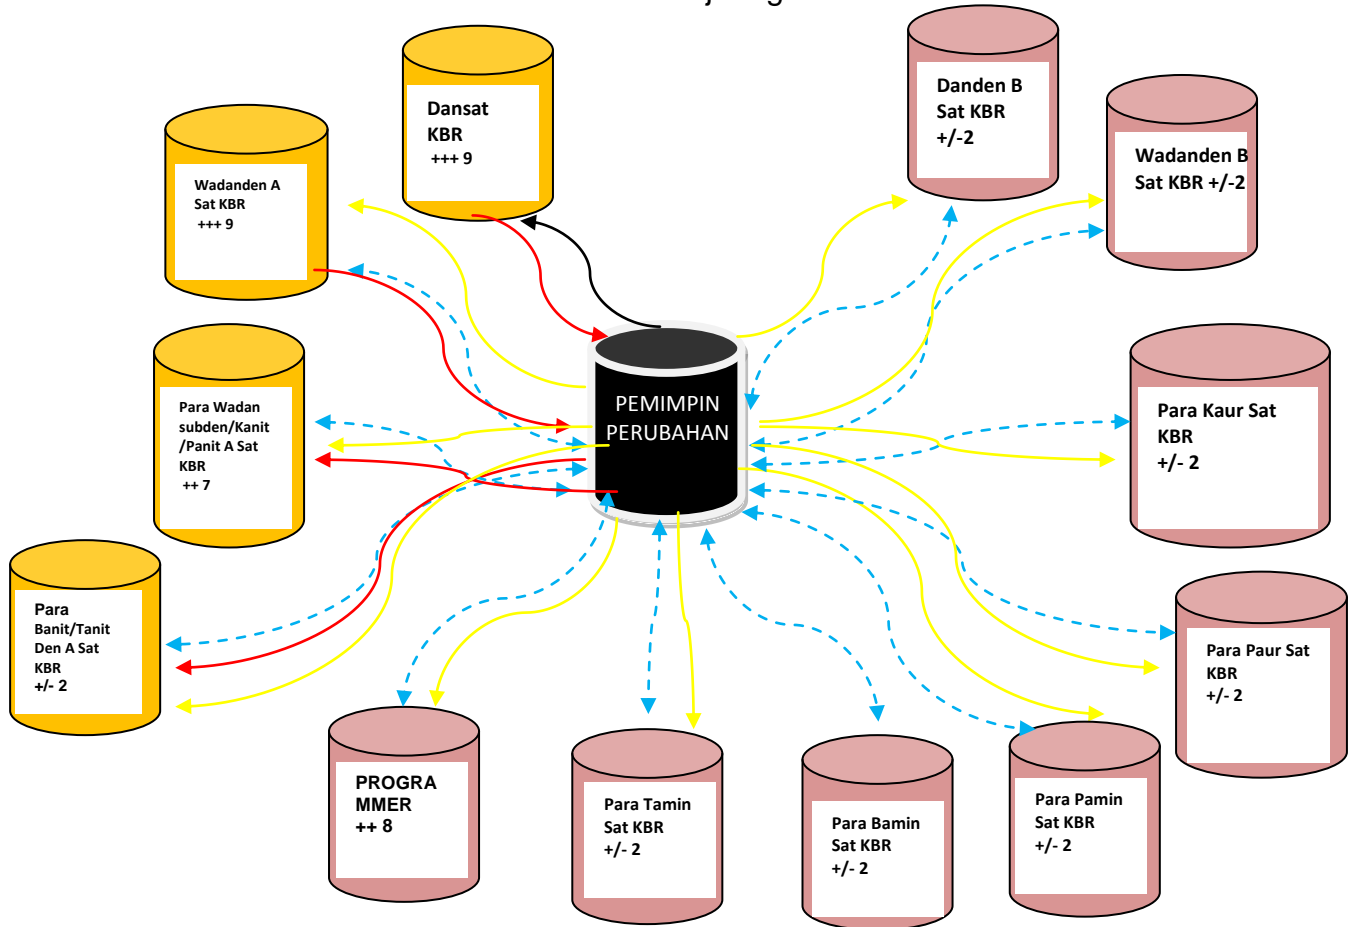 Dansat
KBR
+++ 9
Danden B
Sat KBR
+/-2
Wadanden B
Sat KBR +/-2
Wadanden A
Sat KBR
+++ 9
PEMIMPIN
PERUBAHAN
Para Wadan
subden/Kanit
/Panit A Sat
KBR
++ 7
Para Kaur Sat
KBR
+/- 2
Para
Banit/Tanit
Den A Sat
KBR
+/- 2
Para Paur Sat
KBR
+/- 2
PROGRA
MMER
++ 8
Para Tamin
Sat KBR
+/- 2
Para Bamin
Sat KBR
+/- 2
Para Pamin
Sat KBR
+/- 2